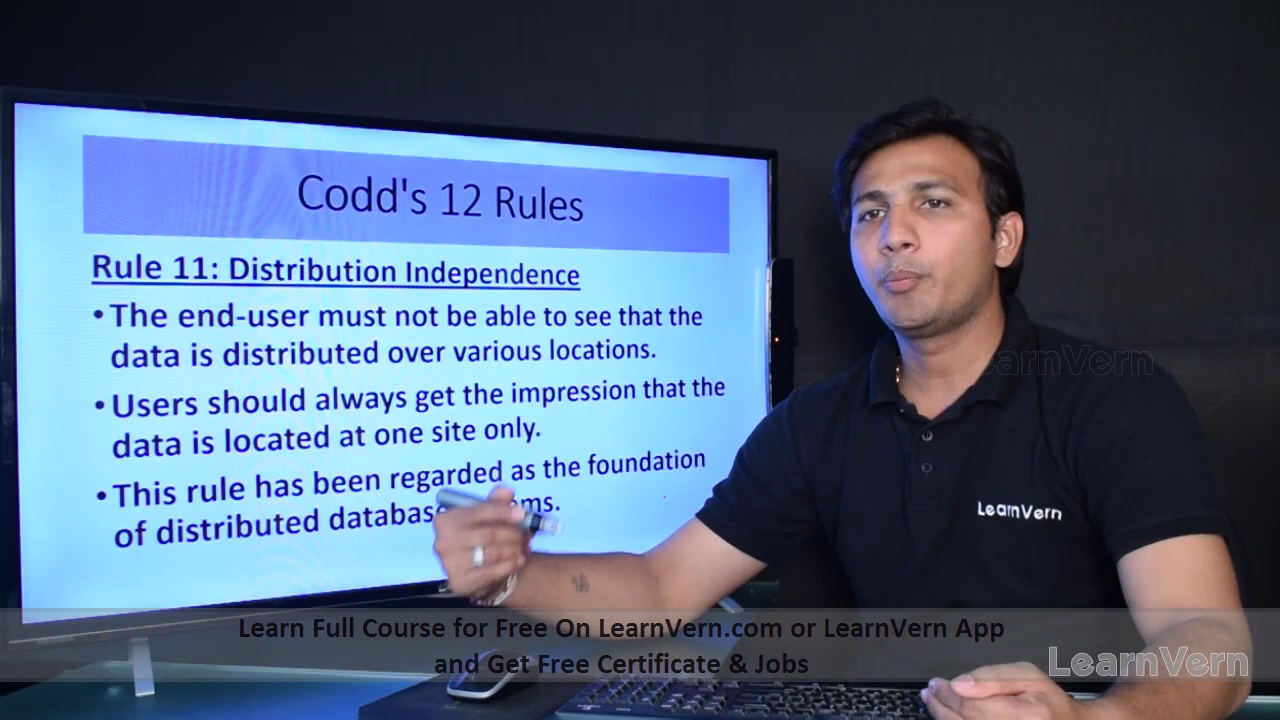 Codd's 12 Rules
Rule 11: Distribution Independence
• The end-user must not be able to see that the
data is distributed over various locations.
• Users should always get the impression that the
data is located at one site only.
• This rule has been regarded as the foundation
of distributed
LearnVern
LearnVern
Learn Full Course for Free On LearnVern.com or LearnVern App
and Get Free Certificate & Jobs
LearnVern